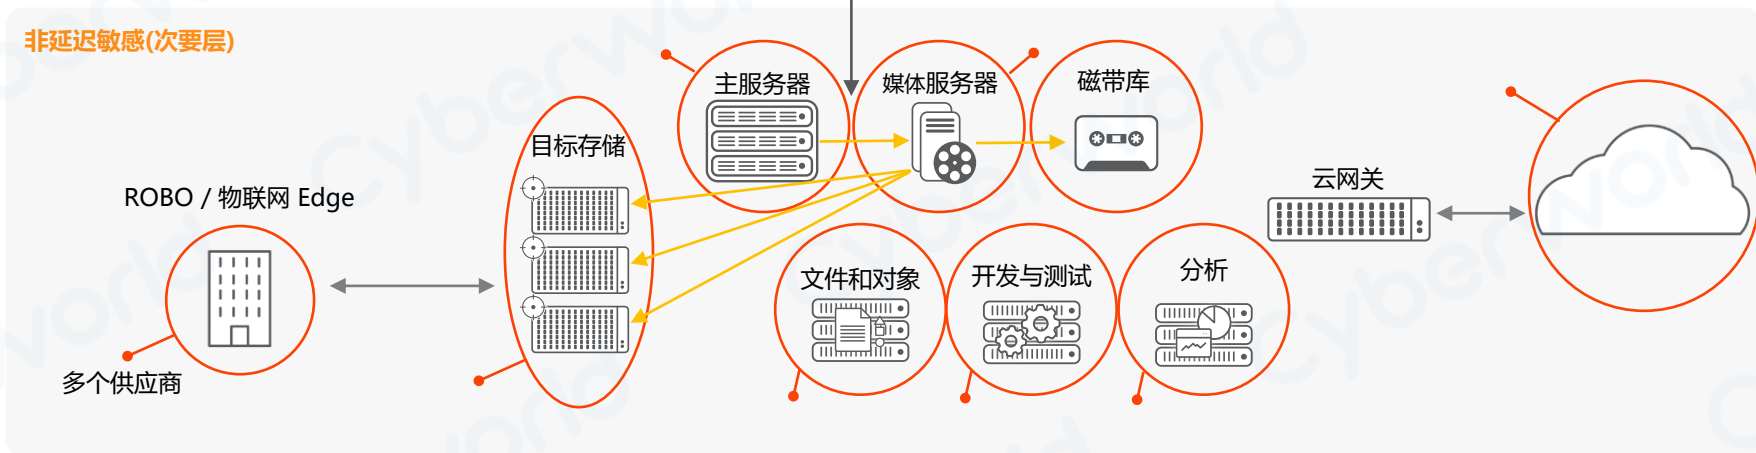 非延迟敏感(次要层)
主服务器
媒体服务器
磁带库
目标存储
ROBO / 物联网 Edge
云网关
文件和对象
开发与测试
分析
多个供应商
Cyberworld